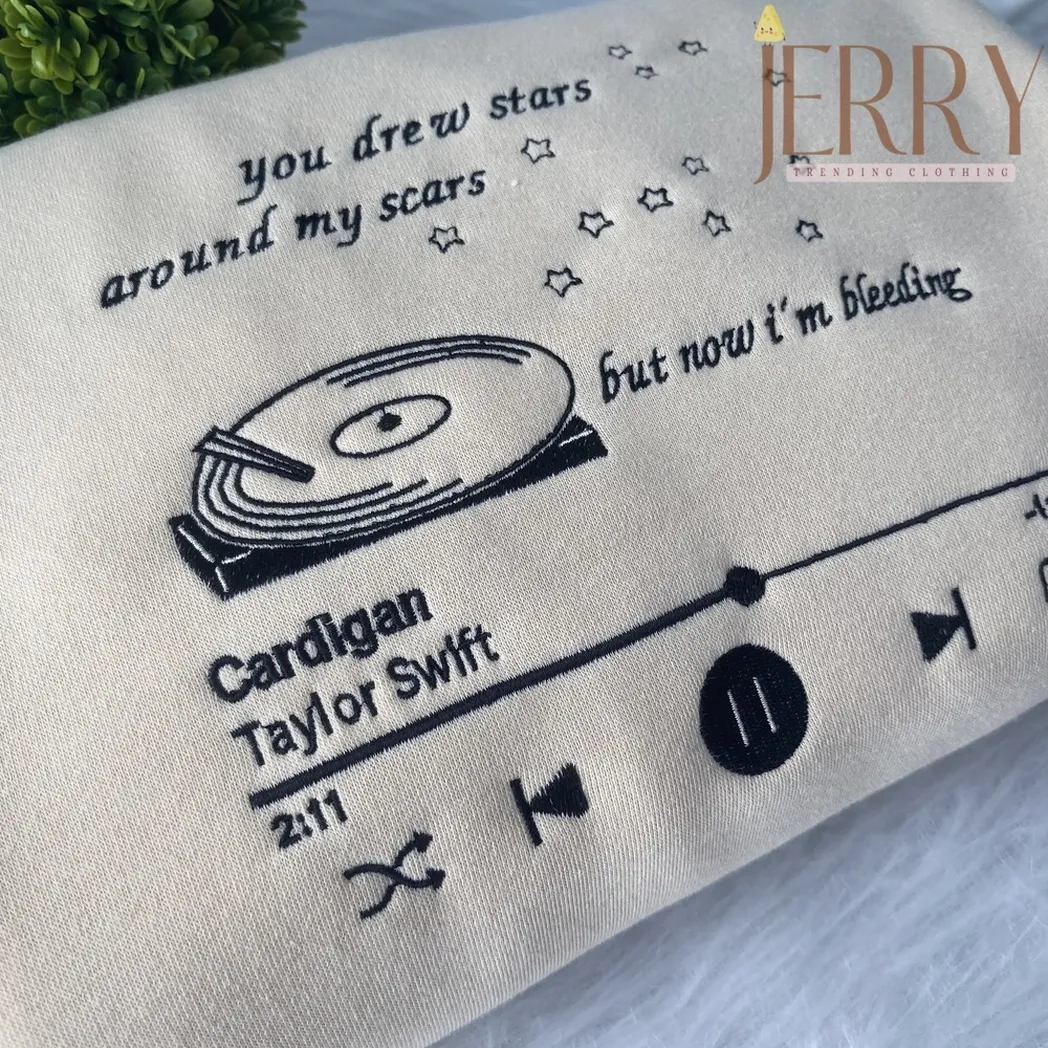 JERRY
TRENDING CLOTHING
you drew stars
around my scars
but now i'm bleeding
Cardigan
Taylor Swift
2:11